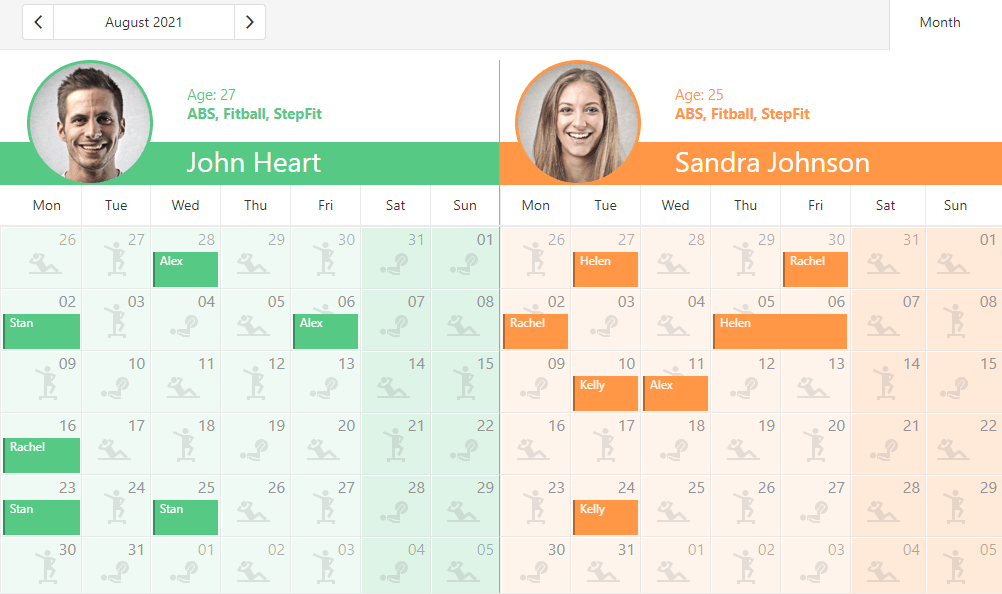 August 2021
Month
Age: 27
ABS, Fitball, StepFit
John Heart
Age: 25
ABS, Fitball, StepFit
Sandra Johnson
Mon Tue Wed Thu Fri Sat Sun Mon Tue Wed Thu Fri Sat Sun
26 27 28 29 30 31 01 26 27 28 29 30 31 01
Alex Helen Rachel
02 03 04 05 06 07 08 02 03 04 05 06 07 08
Stan Alex Rachel Helen
09 10 11 12 13 14 15 09 10 11 12 13 14 15
Kelly Alex
16 17 18 19 20 21 22 16 17 18 19 20 21 22
Rachel
23 24 25 26 27 28 29 23 24 25 26 27 28 29
Stan Stan Kelly
30 31 01 02 03 04 05 30 31 01 02 03 04 05